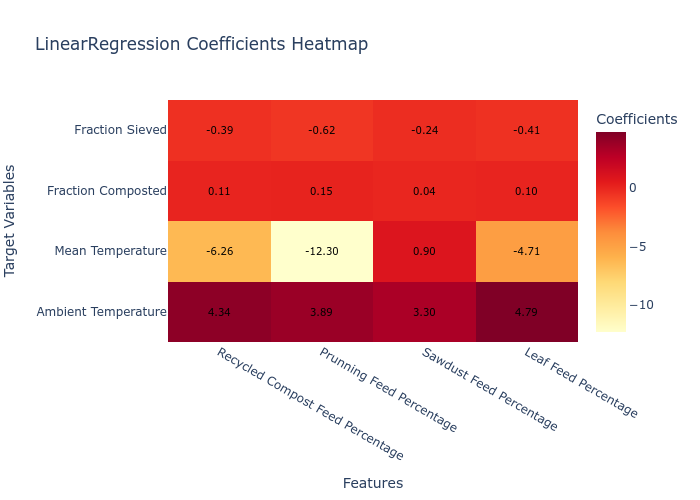 LinearRegression Coefficients Heatmap
Coefficients
Fraction Sieved -0.39 -0.62 -0.24 -0.41
Fraction Composted 0.11 0.15 0.04 0.10
Mean Temperature -6.26 -12.30 0.90 -4.71
Ambient Temperature 4.34 3.89 3.30 4.79
0
−5
−10
Target Variables
Recycled Compost Feed Percentage
Prunning Feed Percentage
Sawdust Feed Percentage
Leaf Feed Percentage
Features